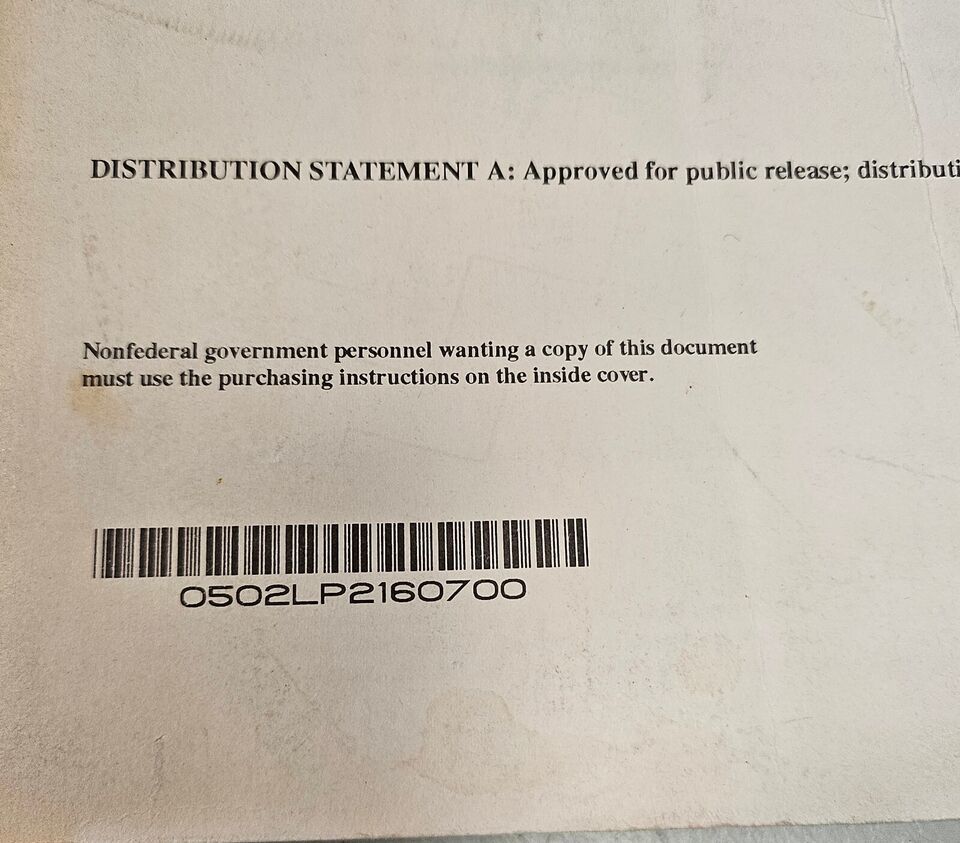 DISTRIBUTION STATEMENT A: Approved for public release; distributi
Nonfederal government personnel wanting a copy of this document
must use the purchasing instructions on the inside cover.
0502LP2160700